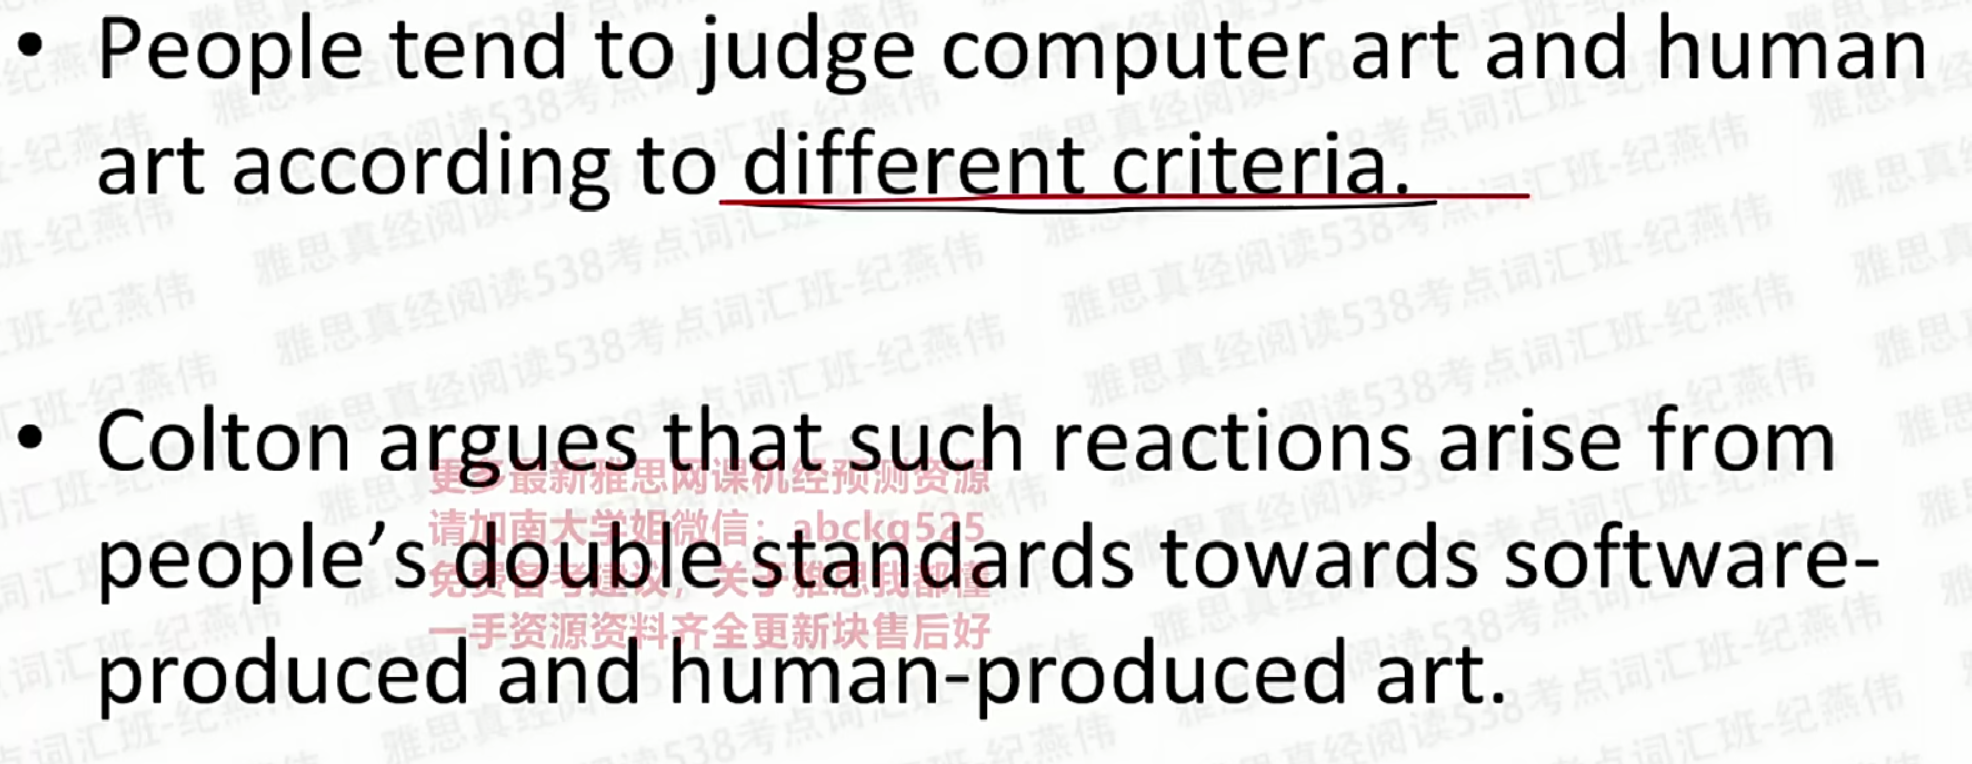 • People tend to judge computer art and human
art according to different criteria.
• Colton argues that such reactions arise from
更多最新雅思网课机经预测资源
请加南大学姐微信：abckg525
people’s double standards towards software-
免费备考建议，关于雅思我都懂
一手资源资料齐全更新块售后好
produced and human-produced art.
雅思真经阅读538考点词汇班-纪燕伟